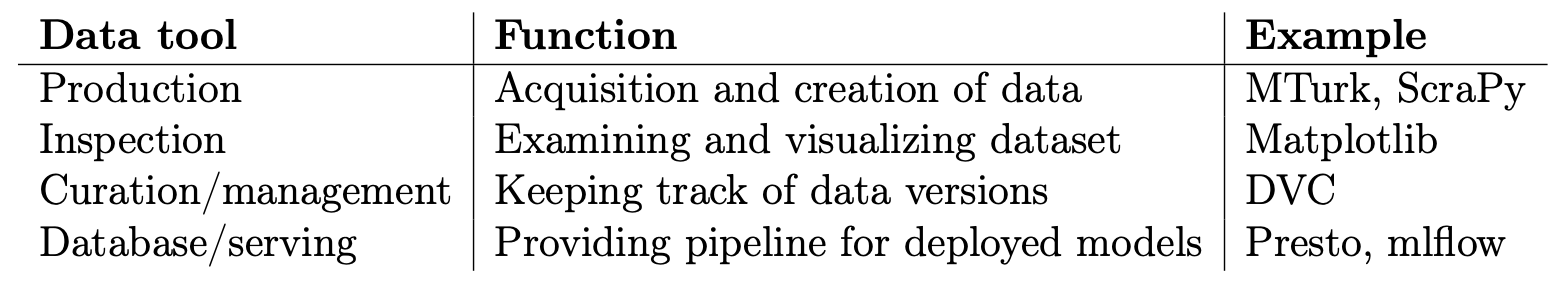 Data tool Function Example
Production Acquisition and creation of data MTurk, ScraPy
Inspection Examining and visualizing dataset Matplotlib
Curation/management Keeping track of data versions DVC
Database/serving Providing pipeline for deployed models Presto, mlflow